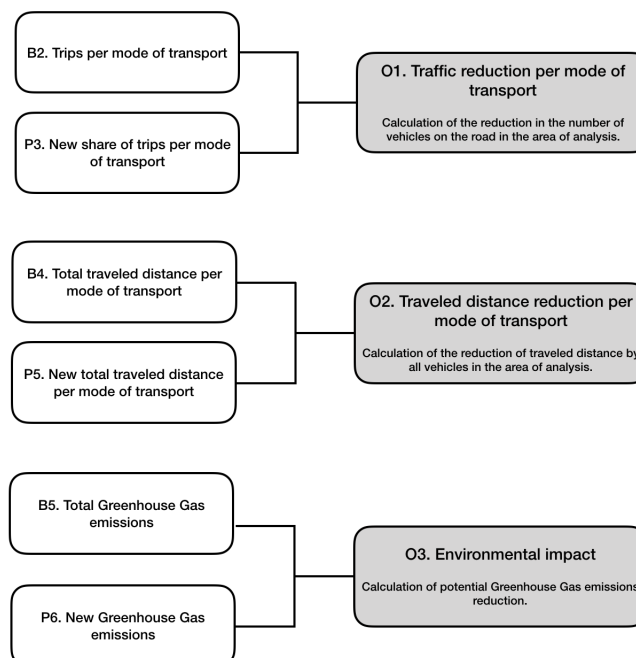 B2. Trips per mode of transport
P3. New share of trips per mode
of transport
O1. Traffic reduction per mode of
transport
Calculation of the reduction in the number of
vehicles on the road in the area of analysis.
B4. Total traveled distance per
mode of transport
P5. New total traveled distance
per mode of transport
O2. Traveled distance reduction per
mode of transport
Calculation of the reduction of traveled distance by
all vehicles in the area of analysis.
B5. Total Greenhouse Gas
emissions
P6. New Greenhouse Gas
emissions
O3. Environmental impact
Calculation of potential Greenhouse Gas emissions
reduction.